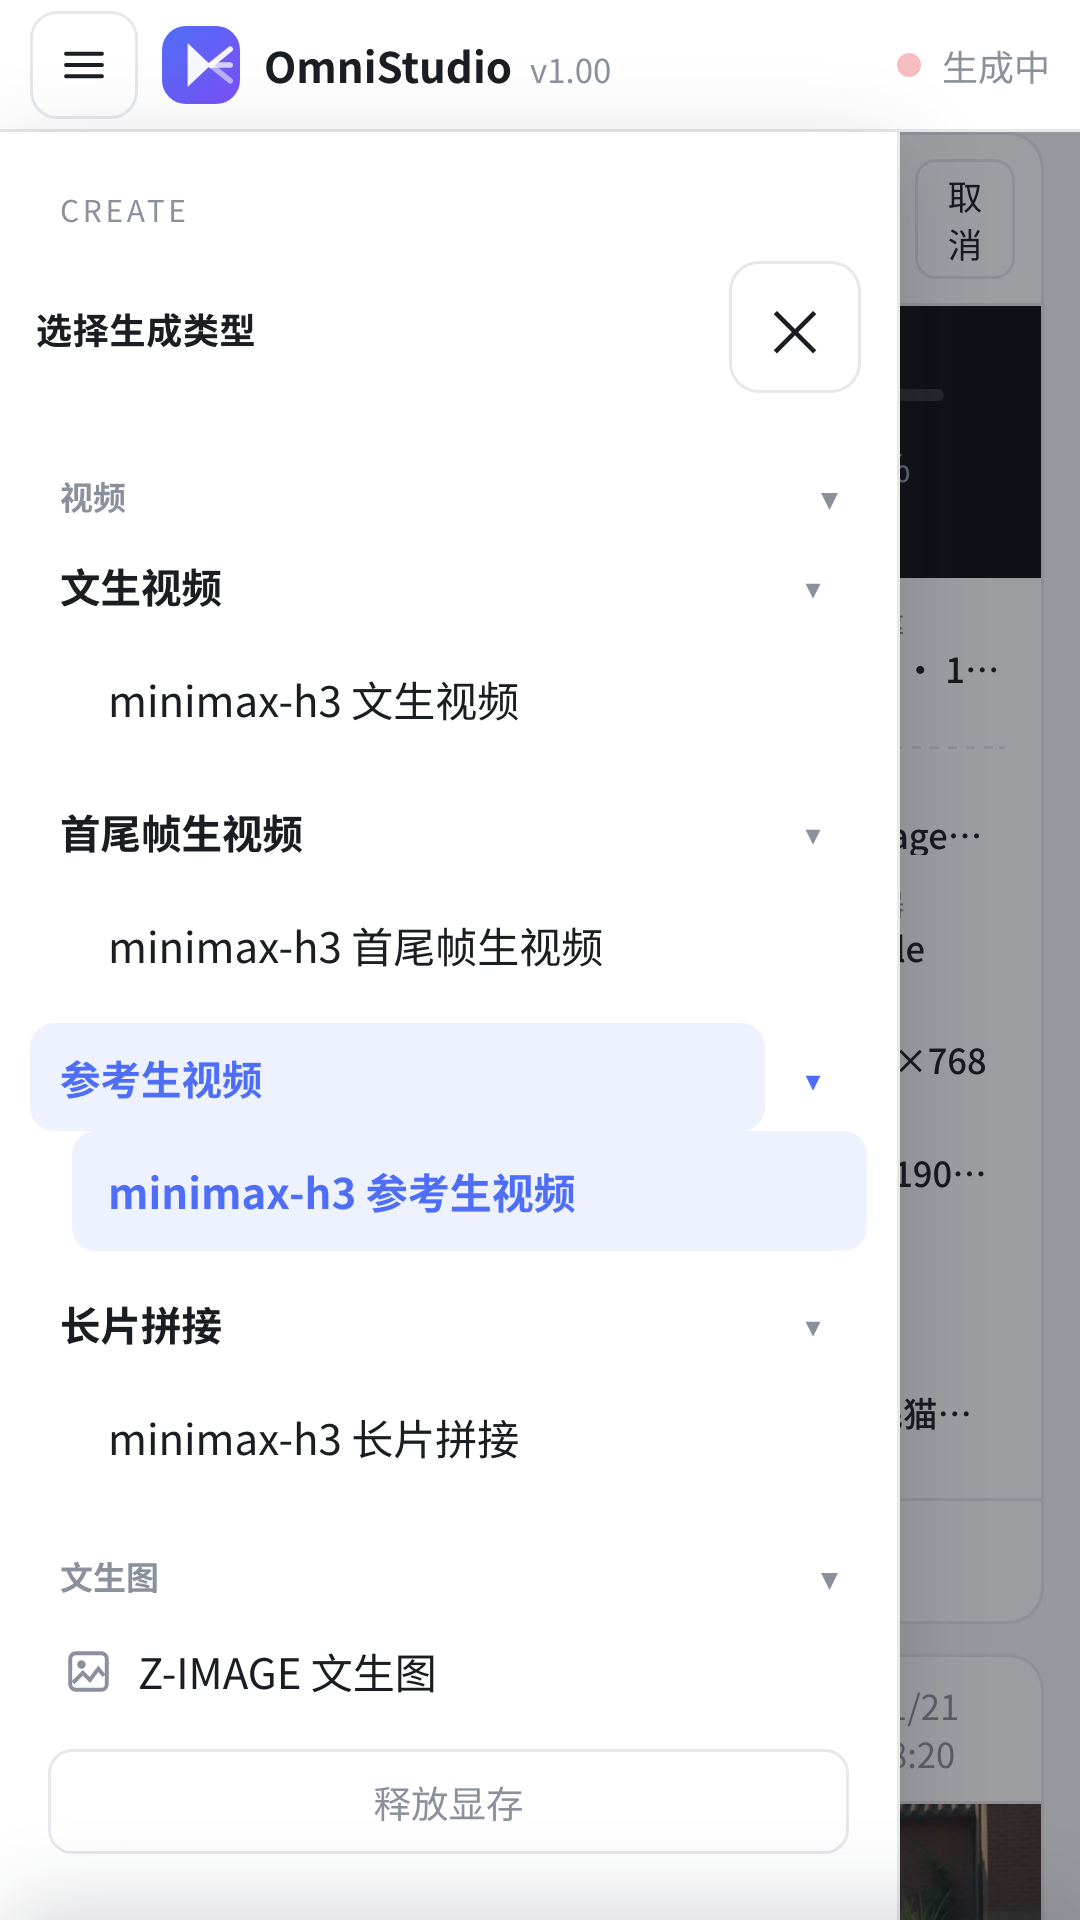 OmniStudio v1.00
生成中
CREATE
选择生成类型
视频
文生视频
minimax-h3 文生视频
首尾帧生视频
minimax-h3 首尾帧生视频
参考生视频
minimax-h3 参考生视频
长片拼接
minimax-h3 长片拼接
文生图
Z-IMAGE 文生图
释放显存
取
消
• 1…
age…
le
×768
190…
猫…
/21
:20